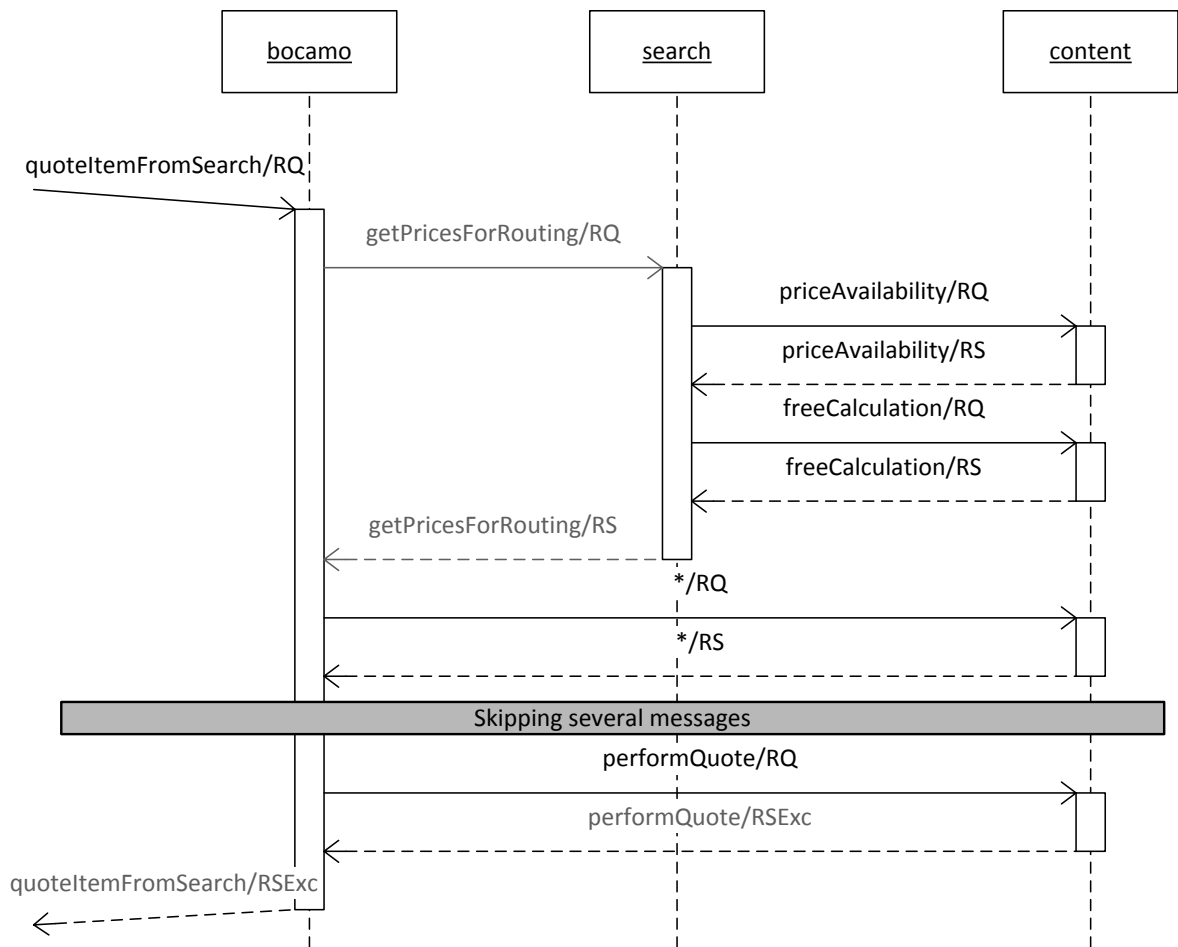 bocamo
search
content
quoteItemFromSearch/RQ
getPricesForRouting/RQ
priceAvailability/RQ
priceAvailability/RS
freeCalculation/RQ
freeCalculation/RS
getPricesForRouting/RS
*/RQ
*/RS
Skipping several messages
performQuote/RQ
performQuote/RSExc
quoteItemFromSearch/RSExc